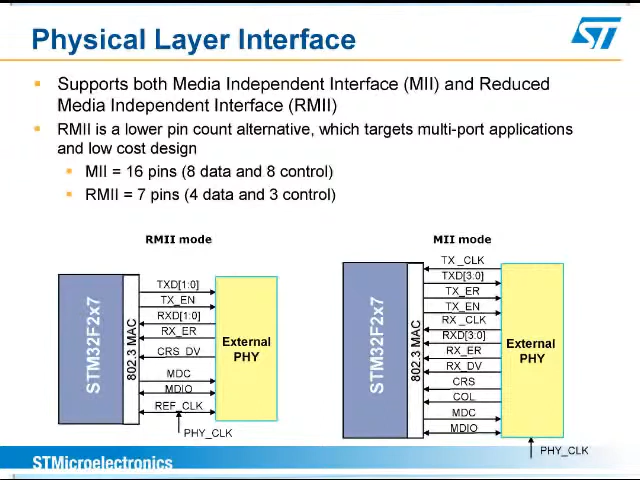 Physical Layer Interface
ST
Supports both Media Independent Interface (MII) and Reduced
Media Independent Interface (RMII)
RMII is a lower pin count alternative, which targets multi-port applications
and low cost design
MII = 16 pins (8 data and 8 control)
RMII = 7 pins (4 data and 3 control)
RMII mode
STM32F2x7
802.3 MAC
TXD[1:0]
TX_EN
RXD[1:0]
RX_ER
CRS_DV
MDC
MDIO
REF_CLK
External
PHY
PHY_CLK
MII mode
STM32F2x7
802.3 MAC
TX_CLK
TXD[3:0]
TX_ER
TX_EN
RX_CLK
RXD[3:0]
RX_ER
RX_DV
CRS
COL
MDC
MDIO
External
PHY
PHY_CLK
STMicroelectronics